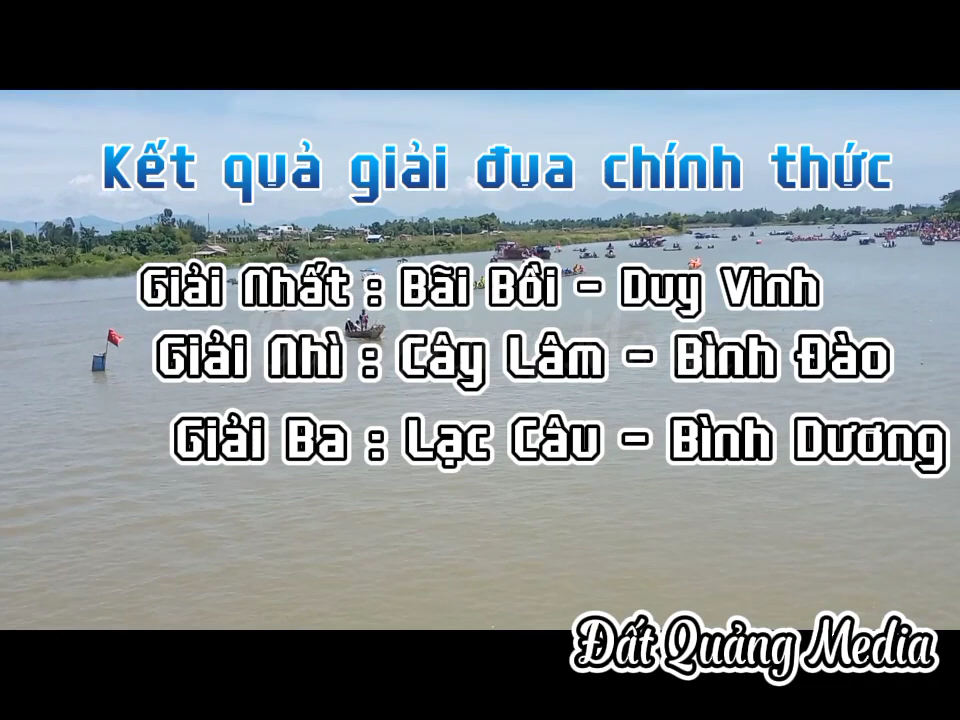 Kết quả giải đụa chính thức
Giải Nhất : Bãi Bồi - Duy Vinh
Giải Nhì : Cây Lâm - Bình Đào
Giải Ba : Lạc Câu - Bình Dương
Đất Quảng Media